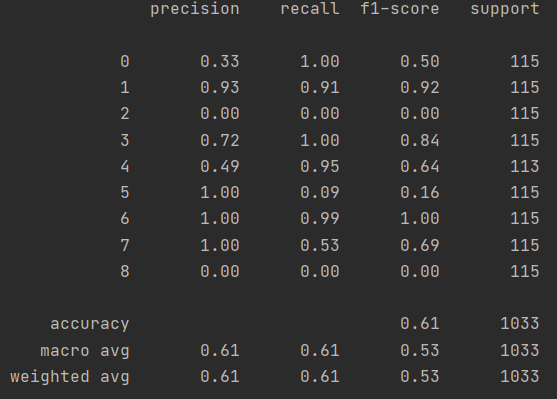 precision recall f1-score support
0 0.33 1.00 0.50 115
1 0.93 0.91 0.92 115
2 0.00 0.00 0.00 115
3 0.72 1.00 0.84 115
4 0.49 0.95 0.64 113
5 1.00 0.09 0.16 115
6 1.00 0.99 1.00 115
7 1.00 0.53 0.69 115
8 0.00 0.00 0.00 115
accuracy 0.61 1033
macro avg 0.61 0.61 0.53 1033
weighted avg 0.61 0.61 0.53 1033